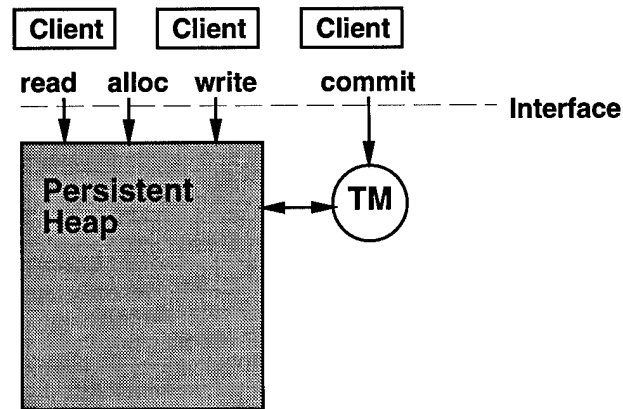 Client Client Client
read alloc write commit
Interface
Persistent
Heap
TM